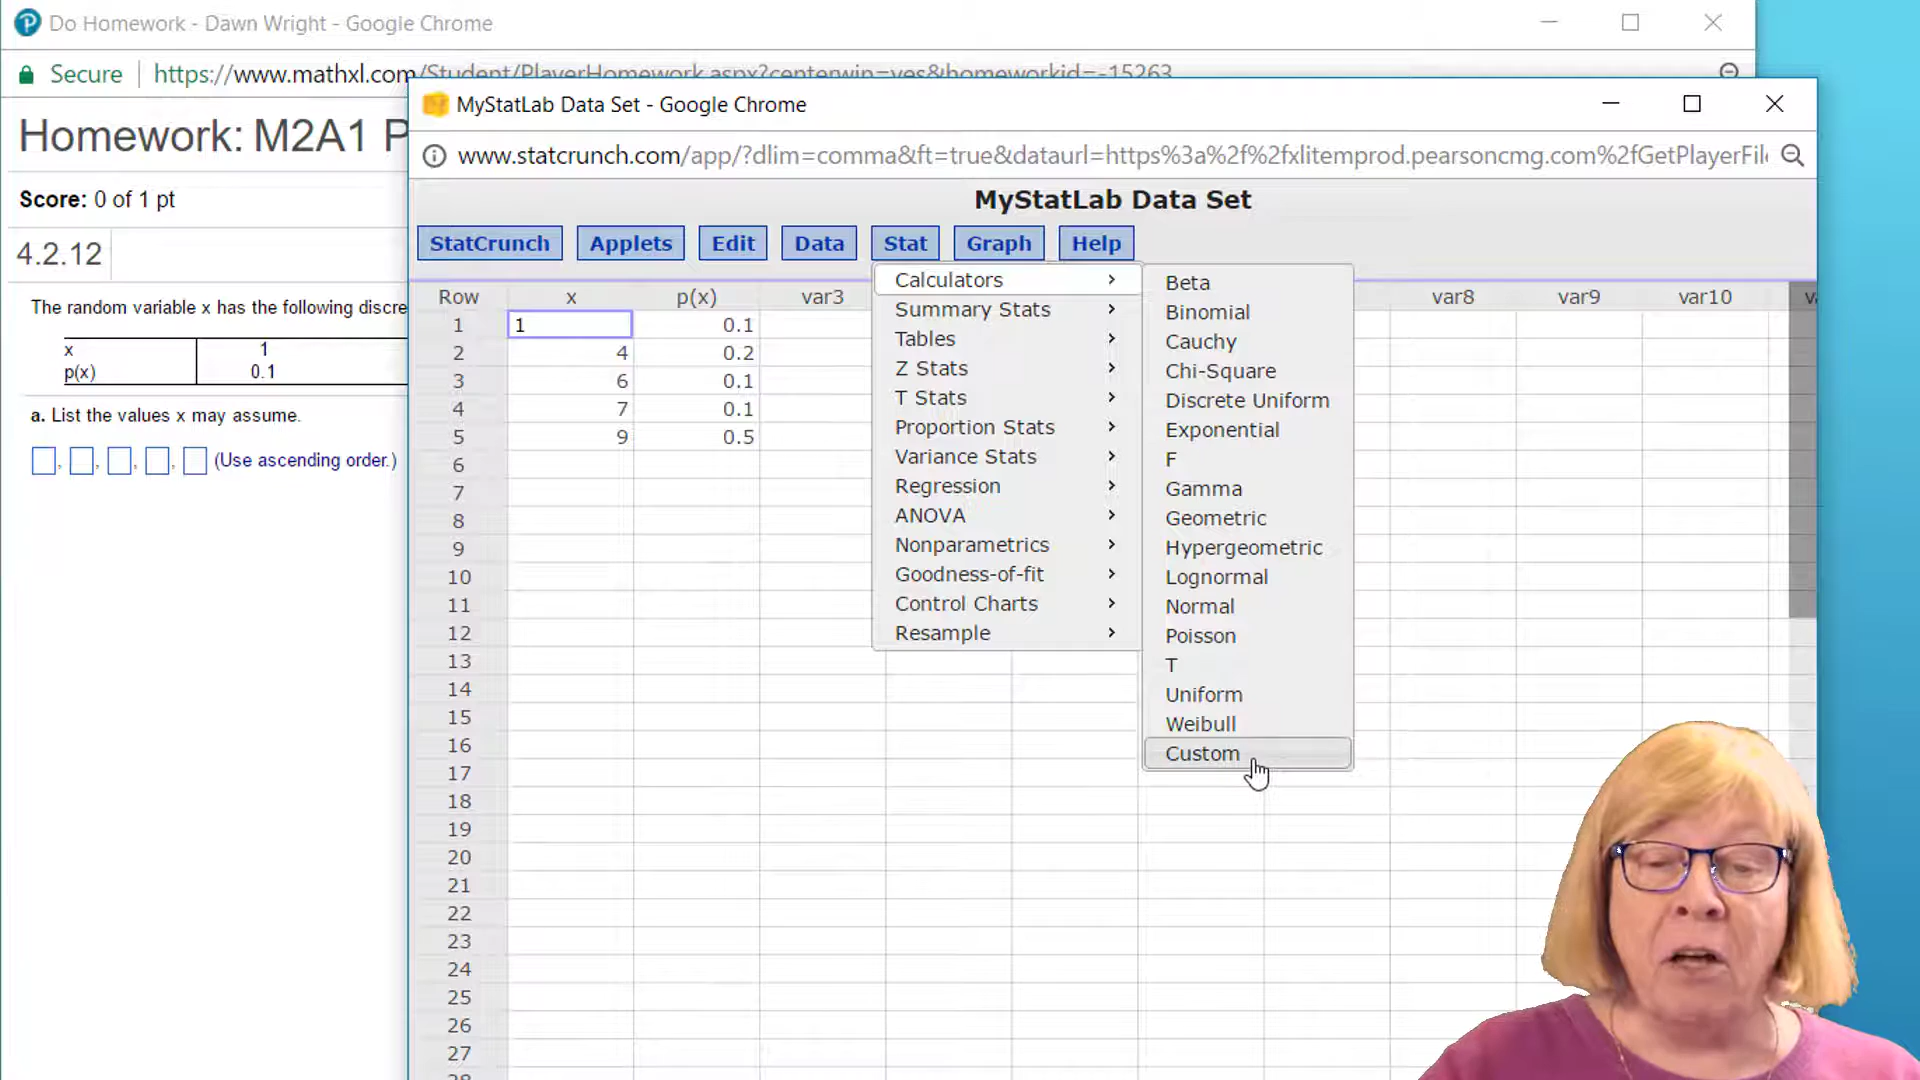 Do Homework - Dawn Wright - Google Chrome
Secure
https://www.mathxl.com/Student/PlayerHomework.aspx?centerwin=yes&homeworkid=-15263
Homework: M2A1 P
Score: 0 of 1 pt
4.2.12
The random variable x has the following discre
x 1
p(x) 0.1
a. List the values x may assume.
, , , , (Use ascending order.)
MyStatLab Data Set - Google Chrome
www.statcrunch.com/app/?dlim=comma&ft=true&dataurl=https%3a%2f%2fxlitemprod.pearsoncmg.com%2fGetPlayerFil
MyStatLab Data Set
StatCrunch Applets Edit Data Stat Graph Help
Row x p(x) var3 var8 var9 var10
1 1 0.1
2 4 0.2
3 6 0.1
4 7 0.1
5 9 0.5
6
7
8
9
10
11
12
13
14
15
16
17
18
19
20
21
22
23
24
25
26
27
Calculators
Summary Stats
Tables
Z Stats
T Stats
Proportion Stats
Variance Stats
Regression
ANOVA
Nonparametrics
Goodness-of-fit
Control Charts
Resample
Beta
Binomial
Cauchy
Chi-Square
Discrete Uniform
Exponential
F
Gamma
Geometric
Hypergeometric
Lognormal
Normal
Poisson
T
Uniform
Weibull
Custom